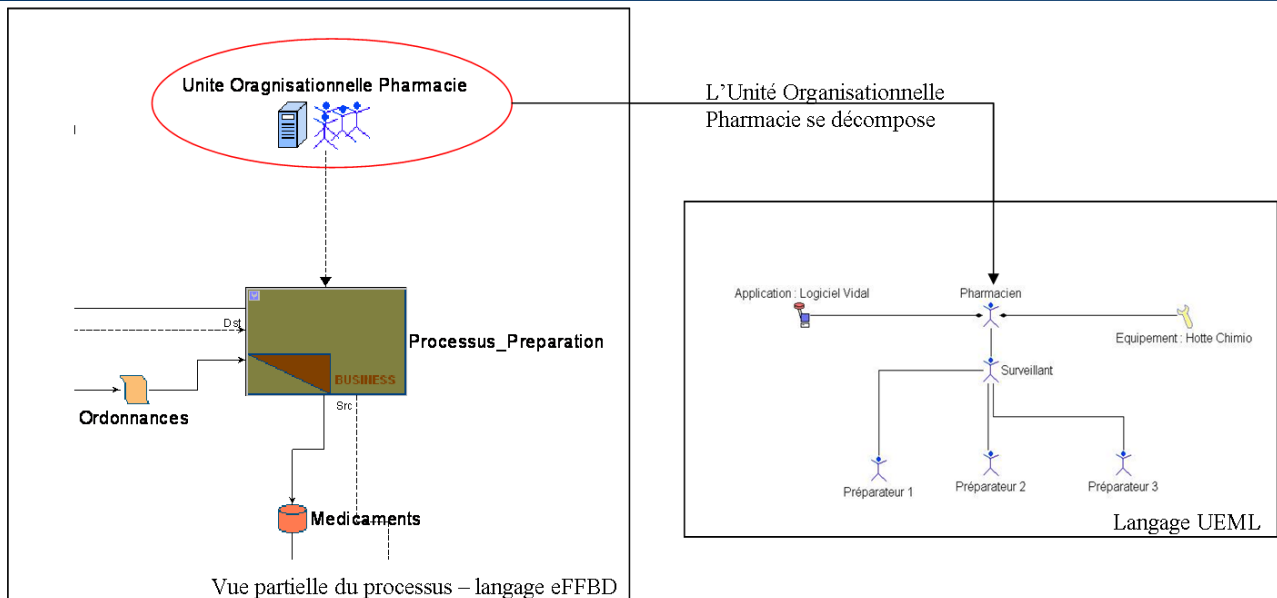 Unite Oragnisationnelle Pharmacie
L'Unité Organisationnelle
Pharmacie se décompose
Dst
Processus_Preparation
BUSINESS
Src
Ordonnances
Medicaments
Vue partielle du processus – langage eFFBD
Application : Logiciel Vidal
Pharmacien
Equipement : Hotte Chimio
Surveillant
Préparateur 1
Préparateur 2
Préparateur 3
Langage UEML